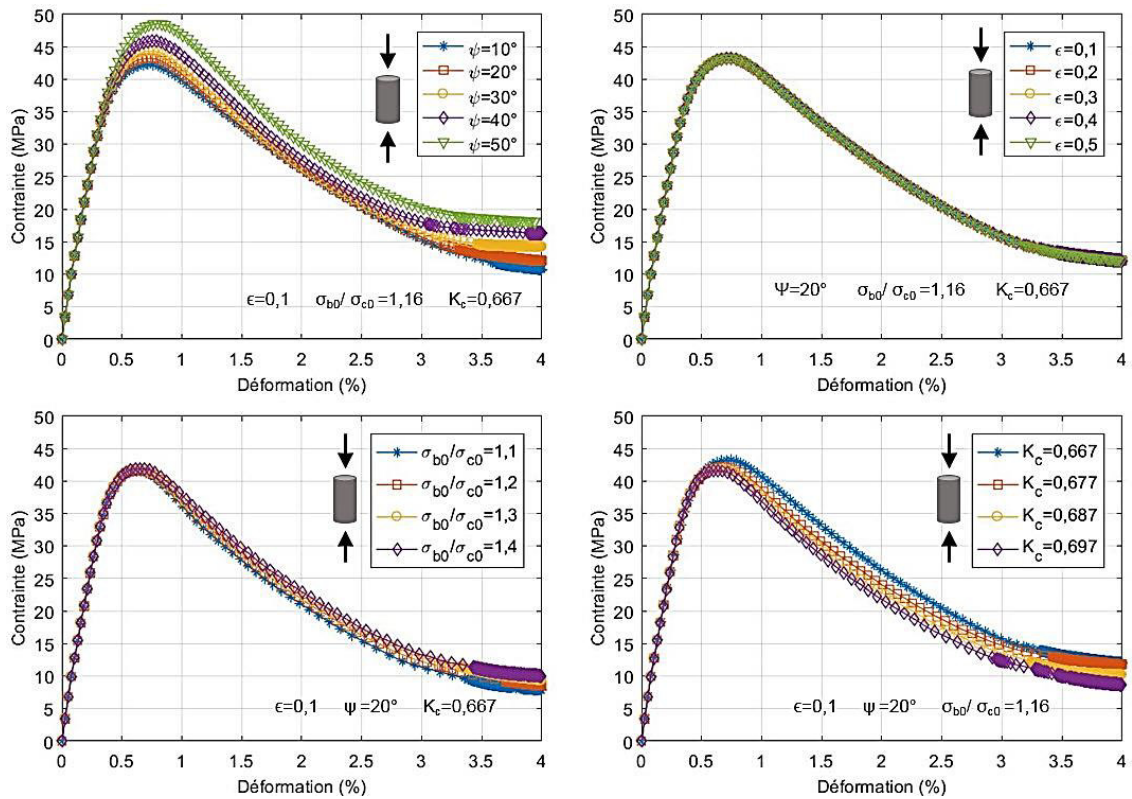 50
45
40
35
30
25
20
15
10
5
0
Contrainte (MPa)
ψ=10°
ψ=20°
ψ=30°
ψ=40°
ψ=50°
ϵ=0,1 σb0/ σc0 =1,16 Kc=0,667
0 0.5 1 1.5 2 2.5 3 3.5 4
Déformation (%)
50
45
40
35
30
25
20
15
10
5
0
Contrainte (MPa)
ϵ=0,1
ϵ=0,2
ϵ=0,3
ϵ=0,4
ϵ=0,5
Ψ=20° σb0/ σc0 =1,16 Kc=0,667
0 0.5 1 1.5 2 2.5 3 3.5 4
Déformation (%)
50
45
40
35
30
25
20
15
10
5
0
Contrainte (MPa)
σb0/σc0=1,1
σb0/σc0=1,2
σb0/σc0=1,3
σb0/σc0=1,4
ϵ=0,1 Ψ =20° Kc=0,667
0 0.5 1 1.5 2 2.5 3 3.5 4
Déformation (%)
50
45
40
35
30
25
20
15
10
5
0
Contrainte (MPa)
Kc=0,667
Kc=0,677
Kc=0,687
Kc=0,697
ϵ=0,1 Ψ=20° σb0/ σc0 =1,16
0 0.5 1 1.5 2 2.5 3 3.5 4
Déformation (%)